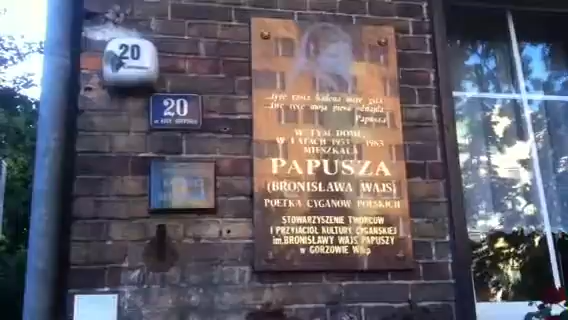 20
20
W TYM DOMU
W LATACH 1953 - 1983
MIESZKAŁA
PAPUSZA
(BRONISŁAWA WAJS)
POETKA CYGANÓW POLSKICH
STOWARZYSZENIE TWÓRCÓW
I PRZYJACIÓŁ KULTURY CYGAŃSKIEJ
im.BRONISŁAWY WAJS PAPUSZY
w GORZOWIE Wlkp
moja
Papusza